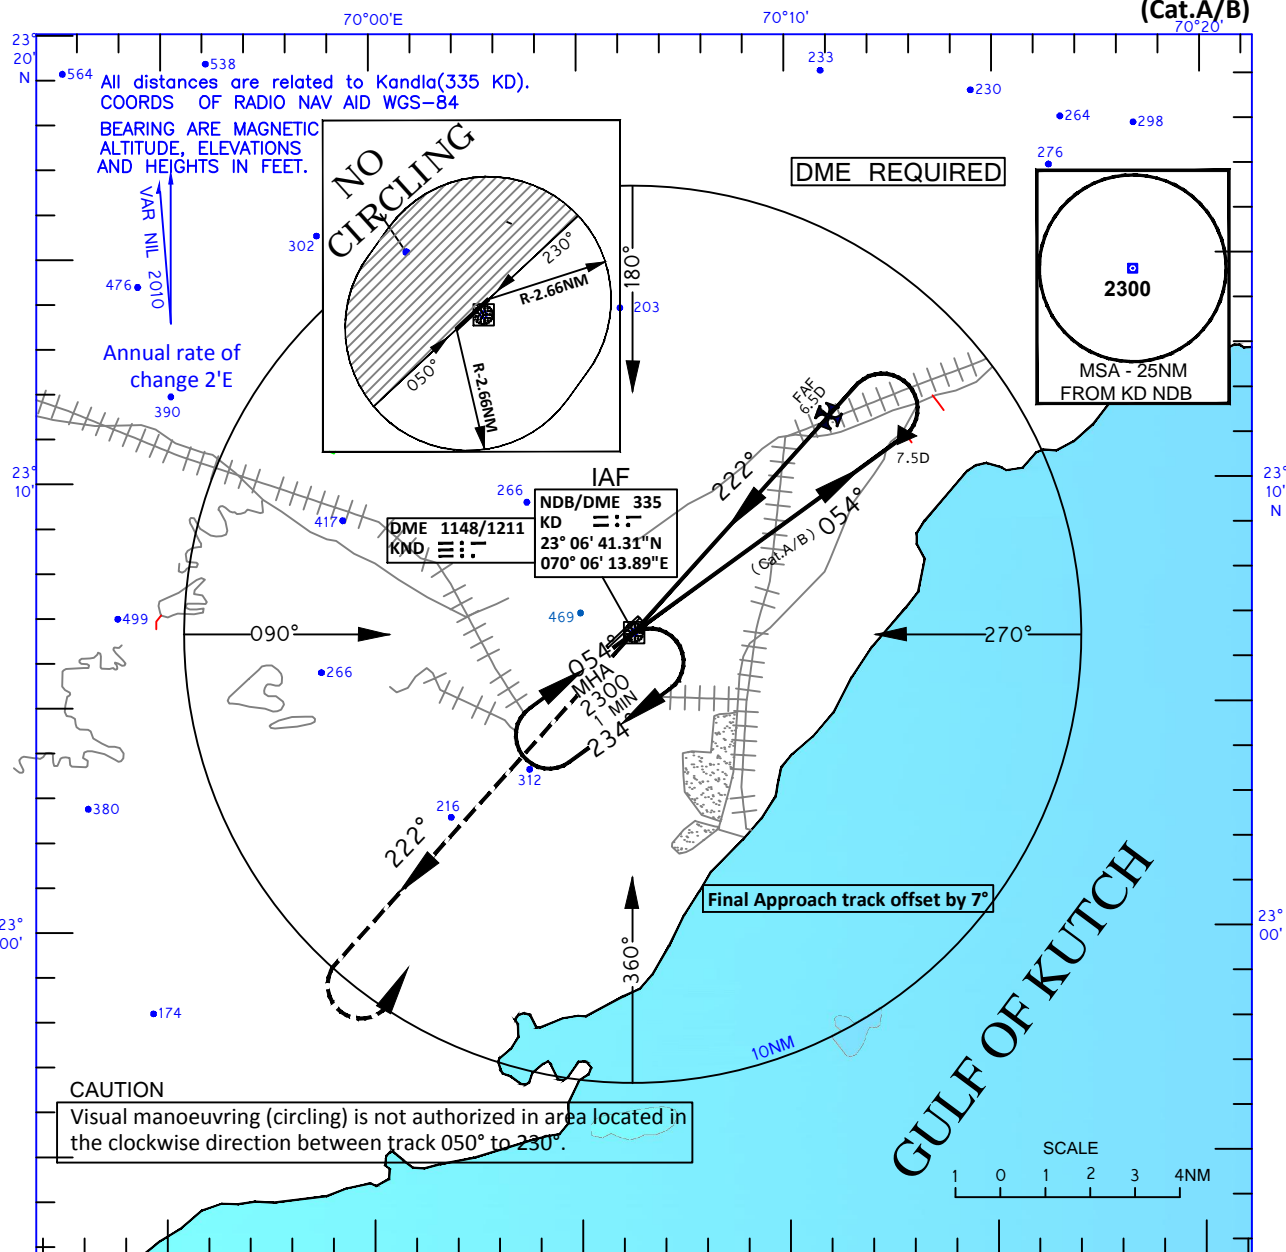 (Cat.A/B)
70°00'E
70°10'
70°20'
23°
20'
N
564
538
233
230
264
298
276
All distances are related to Kandla(335 KD).
COORDS OF RADIO NAV AID WGS-84
BEARING ARE MAGNETIC
ALTITUDE, ELEVATIONS
AND HEIGHTS IN FEET.
VAR NIL 2010
Annual rate of
change 2'E
302
476
390
NO
CIRCLING
230°
R-2.66NM
050°
R-2.66NM
180°
203
DME REQUIRED
2300
MSA - 25NM
FROM KD NDB
FAF
6.5D
7.5D
222°
054°
(Cat.A/B)
23°
10'
23°
10'
N
IAF
266
417
DME 1148/1211
KND
NDB/DME 335
KD
23° 06' 41.31"N
070° 06' 13.89"E
469
499
090°
270°
266
054°
MHA
2300
1 MIN
234°
312
216
380
222°
Final Approach track offset by 7°
360°
23°
00'
23°
00'
174
10NM
GULF OF KUTCH
CAUTION
Visual manoeuvring (circling) is not authorized in area located in
the clockwise direction between track 050° to 230°.
SCALE
1 0 1 2 3 4NM